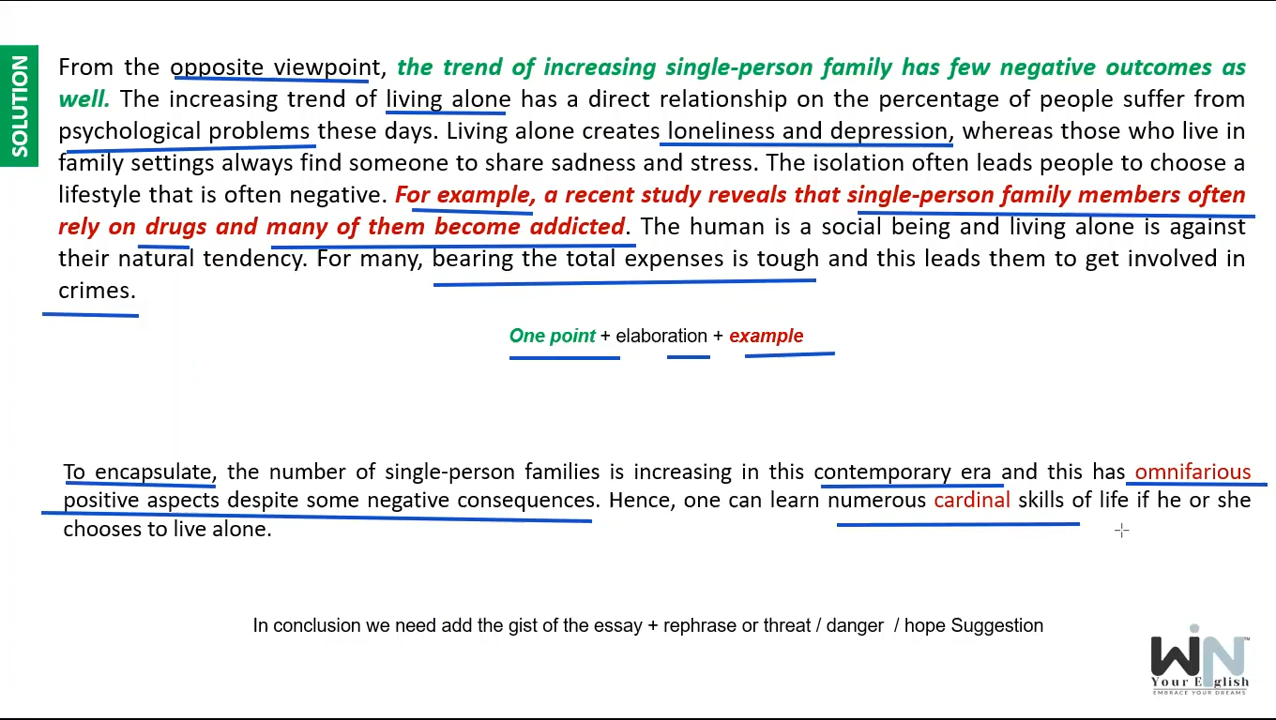 SOLUTION
From the opposite viewpoint, the trend of increasing single-person family has few negative outcomes as
well. The increasing trend of living alone has a direct relationship on the percentage of people suffer from
psychological problems these days. Living alone creates loneliness and depression, whereas those who live in
family settings always find someone to share sadness and stress. The isolation often leads people to choose a
lifestyle that is often negative. For example, a recent study reveals that single-person family members often
rely on drugs and many of them become addicted. The human is a social being and living alone is against
their natural tendency. For many, bearing the total expenses is tough and this leads them to get involved in
crimes.
One point + elaboration + example
To encapsulate, the number of single-person families is increasing in this contemporary era and this has omnifarious
positive aspects despite some negative consequences. Hence, one can learn numerous cardinal skills of life if he or she
chooses to live alone.
In conclusion we need add the gist of the essay + rephrase or threat / danger / hope Suggestion
WiN
TM
Your English
EMBRACE YOUR DREAMS